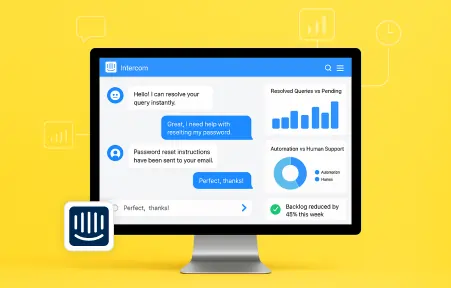 Intercom
Hello! I can resolve your
query instantly.
Great, I need help with
resetting my password.
Password reset instructions
have been sent to your email.
Perfect, thanks!
Perfect, thanks!
Resolved Queries vs Pending
Automation vs Human Support
Automation
Human
Backlog reduced by
45% this week